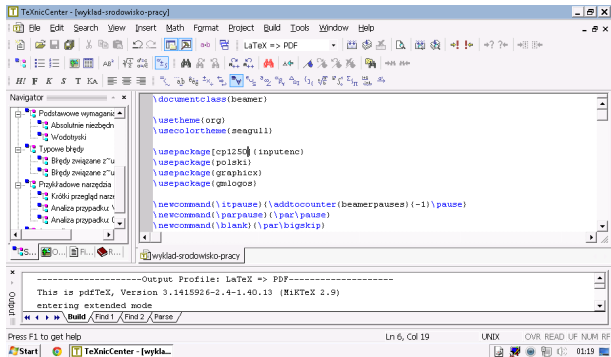 TeXnicCenter - [wyklad-srodowisko-pracy]
File Edit Search View Insert Math Format Project Build Tools Window Help
LaTeX => PDF
Navigator
Podstawowe wymagania
Absolutnie niezbędn
Wodotryski
Typowe błędy
Błędy związane z~u
Błędy związane z~u
Przykładowe narzędzia
Krótki przegląd narzę
Analiza przypadku: \
Analiza przypadku: (
S... O... Fi... R...
\documentclass{beamer}
\usetheme{org}
\usecolortheme{seagull}
\usepackage[cp1250]{inputenc}
\usepackage{polski}
\usepackage{graphicx}
\usepackage{gmlogos}
\newcommand{\itpause}{\addtocounter{beamerpauses}{-1}\pause}
\newcommand{\parpause}{\par\pause}
\newcommand{\blank}{\par\bigskip}
wyklad-srodowisko-pracy
Output
--------------------Output Profile: LaTeX => PDF--------------------
This is pdfTeX, Version 3.1415926-2.4-1.40.13 (MiKTeX 2.9)
entering extended mode
Build Find 1 Find 2 Parse
Press F1 to get help
Ln 6, Col 19 UNIX OVR READ UF NUM RF
Start TeXnicCenter - [wykla... 01:19